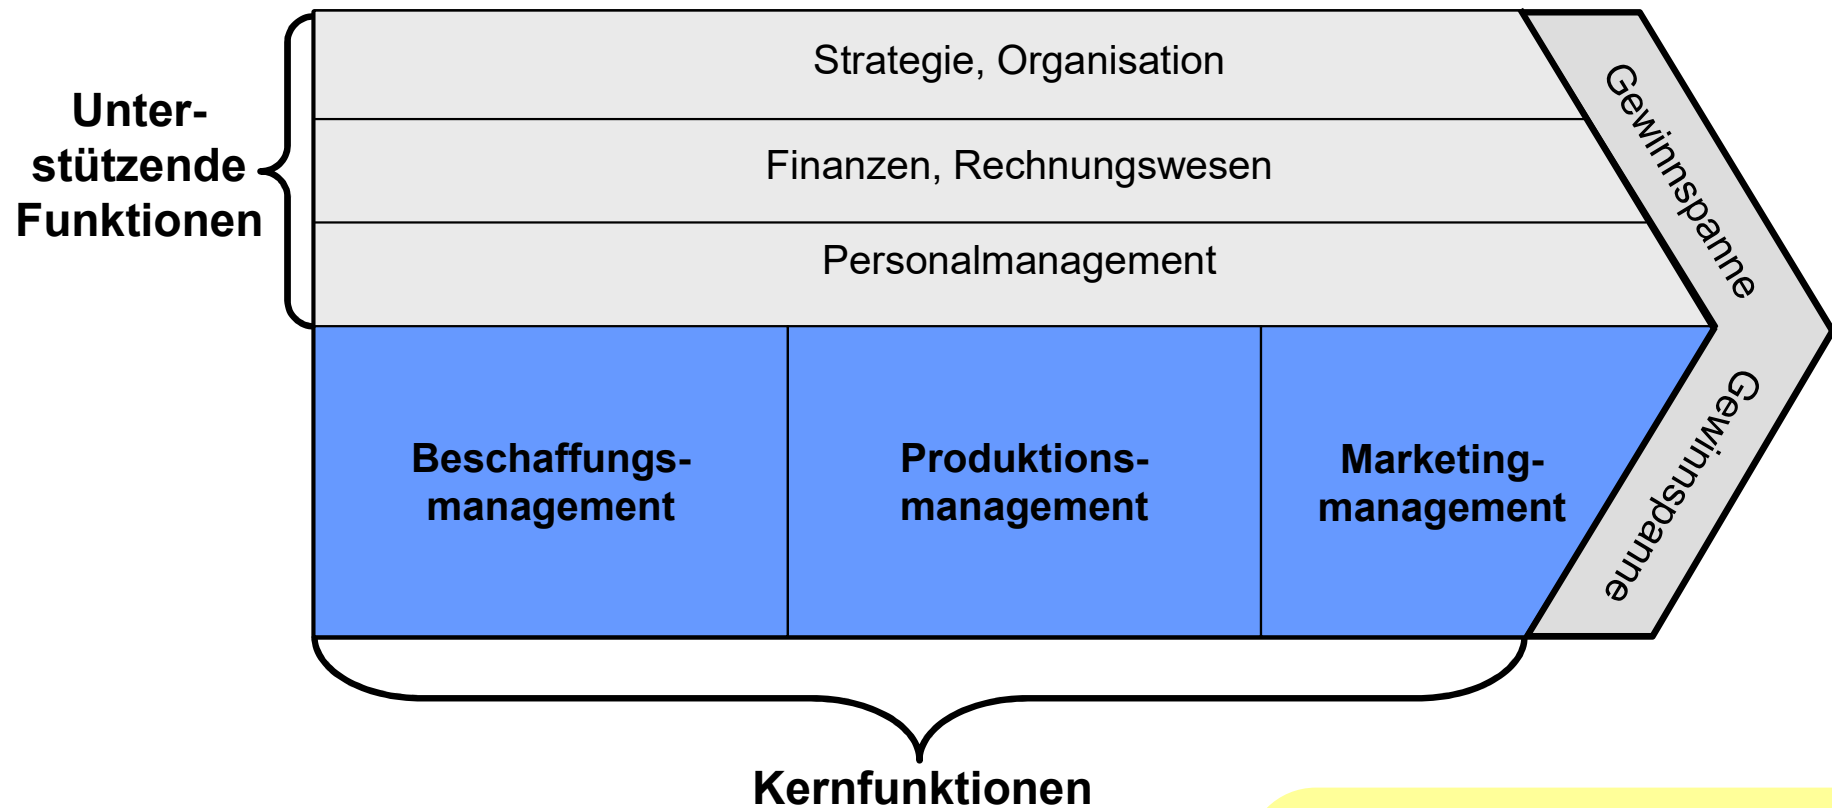 Unter-
stützende
Funktionen
Strategie, Organisation
Finanzen, Rechnungswesen
Personalmanagement
Gewinnspanne
Beschaffungs-
management
Produktions-
management
Marketing-
management
Gewinnspanne
Kernfunktionen